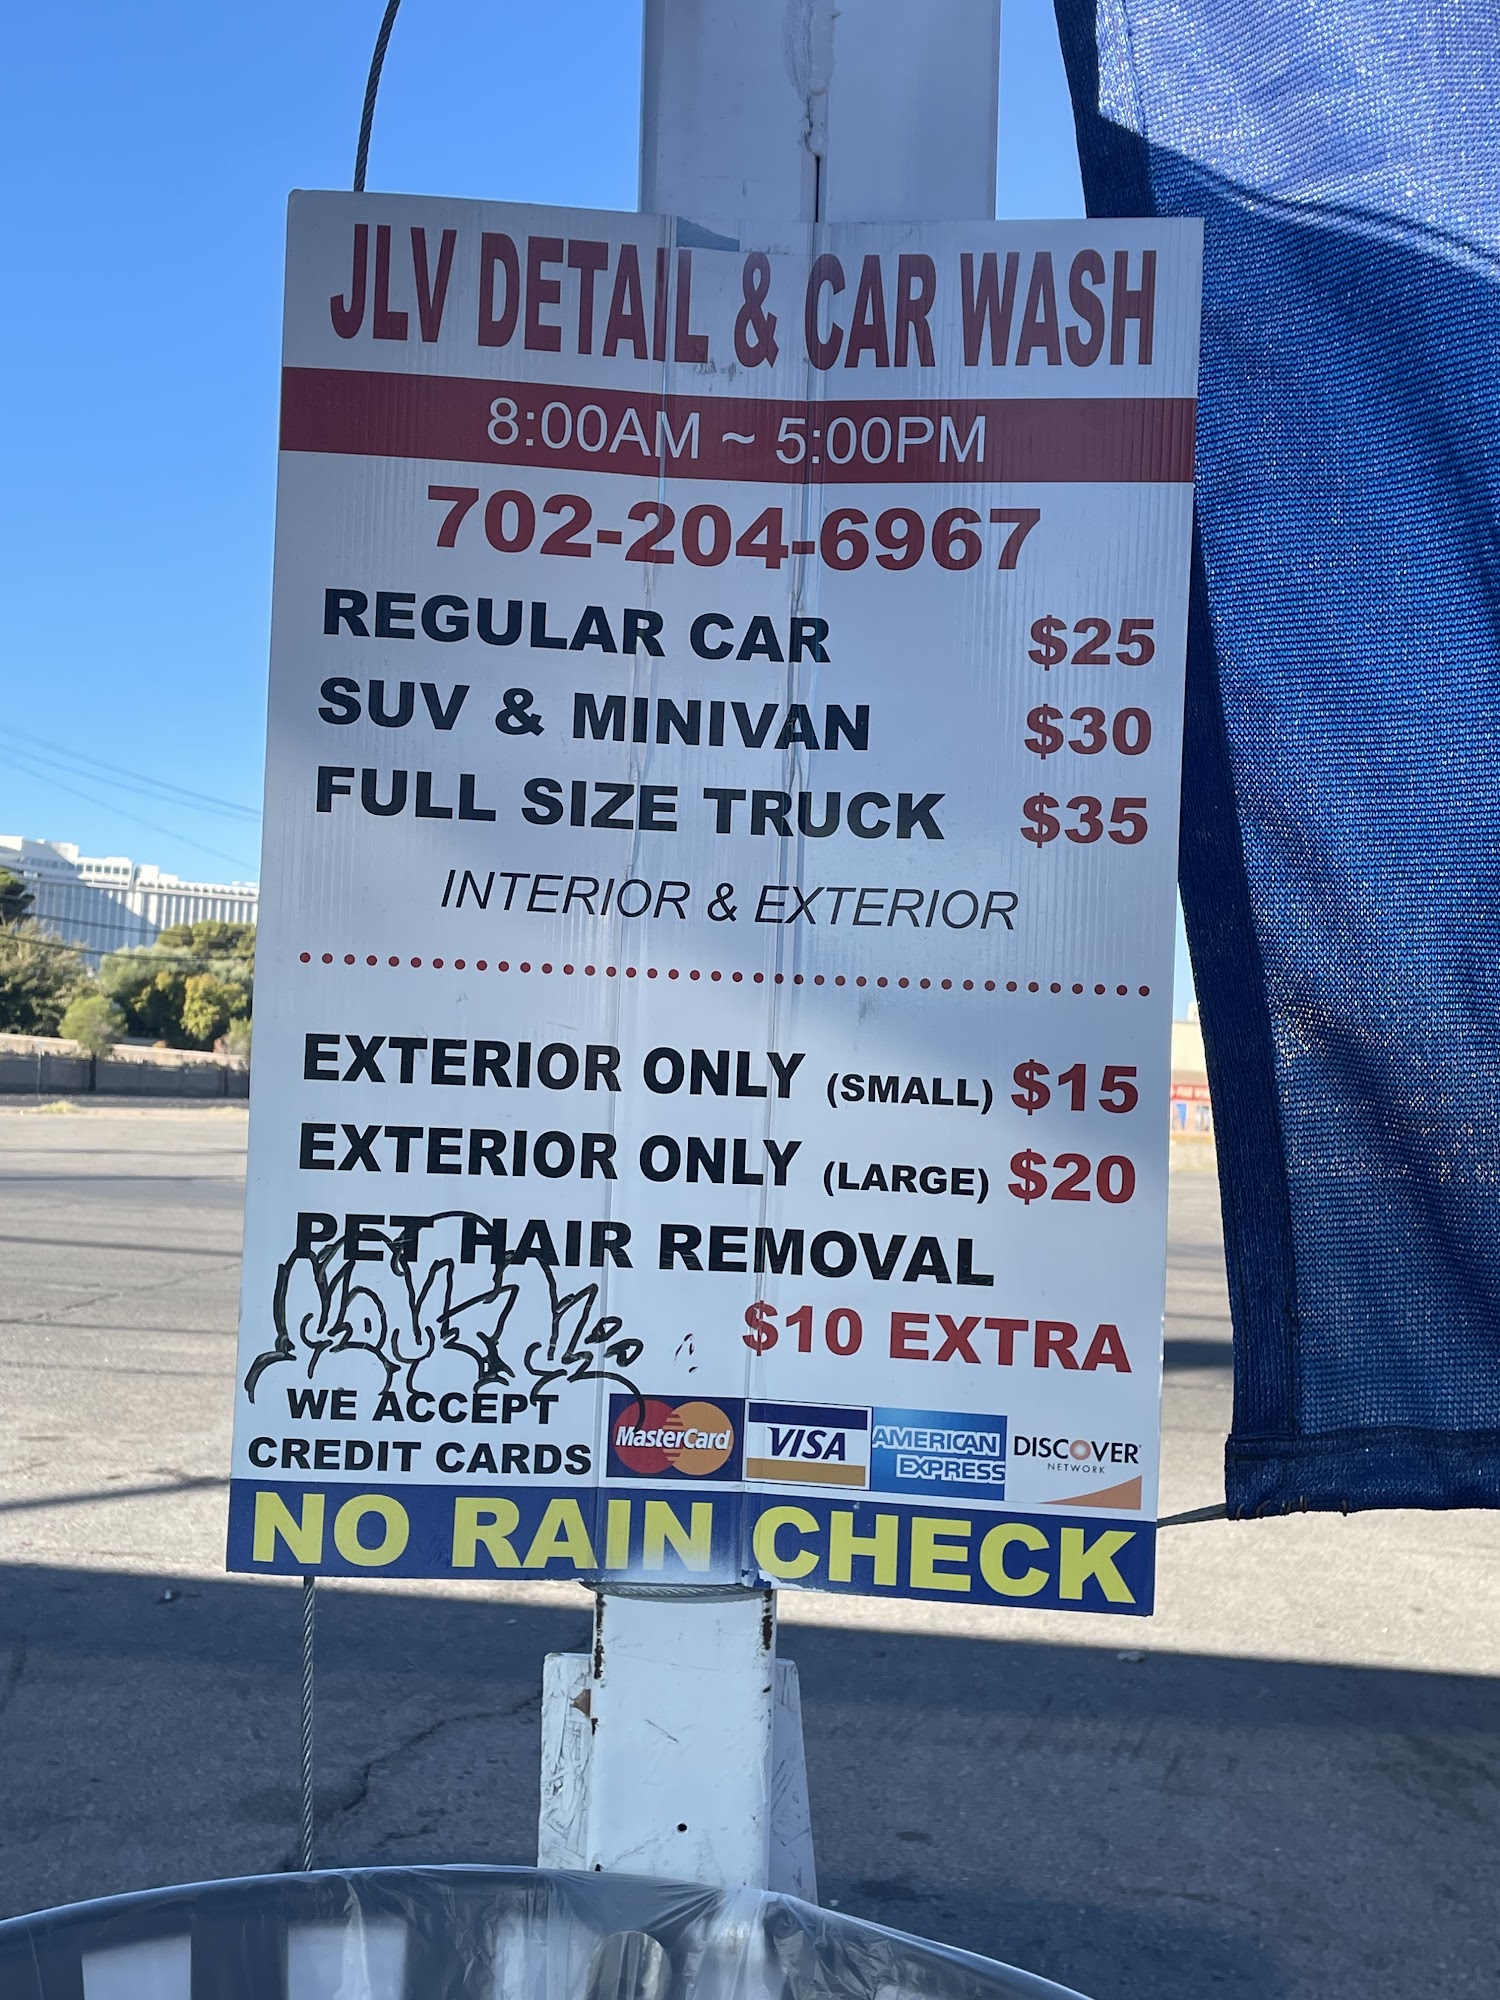 JLV DETAIL & CAR WASH
8:00AM ~ 5:00PM
702-204-6967
REGULAR CAR $25
SUV & MINIVAN $30
FULL SIZE TRUCK $35
INTERIOR & EXTERIOR
EXTERIOR ONLY (SMALL) $15
EXTERIOR ONLY (LARGE) $20
PET HAIR REMOVAL
$10 EXTRA
WE ACCEPT
CREDIT CARDS
MasterCard
VISA
AMERICAN
EXPRESS
DISCOVER
NETWORK
NO RAIN CHECK